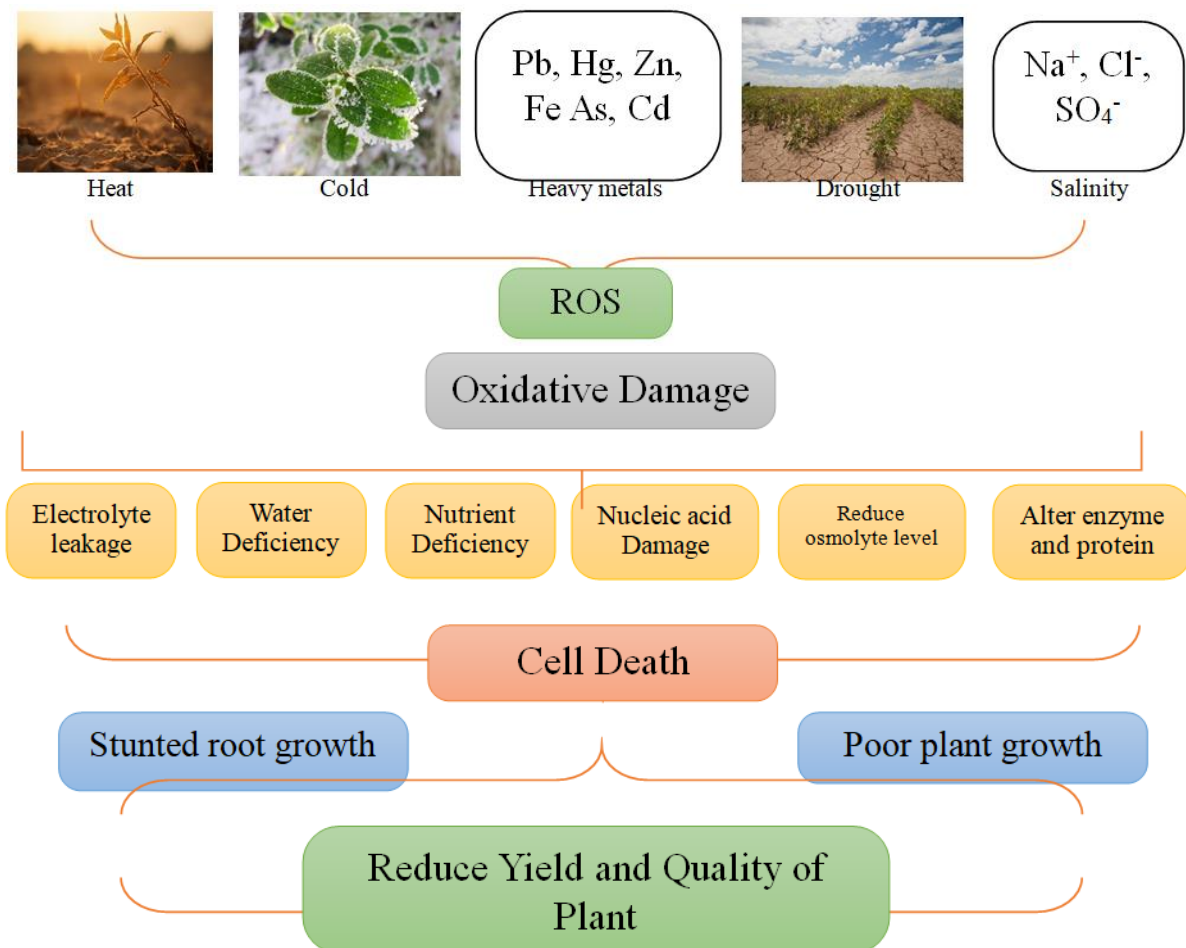 Pb, Hg, Zn,
Fe As, Cd
Na⁺, Cl⁻,
SO₄⁻
Heat
Cold
Heavy metals
Drought
Salinity
ROS
Oxidative Damage
Electrolyte
leakage
Water
Deficiency
Nutrient
Deficiency
Nucleic acid
Damage
Reduce
osmolyte level
Alter enzyme
and protein
Cell Death
Stunted root growth
Poor plant growth
Reduce Yield and Quality of
Plant